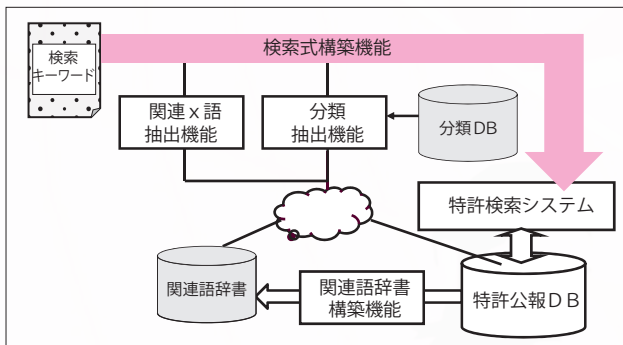 検索
キーワード
検索式構築機能
関連x語
抽出機能
分類
抽出機能
分類DB
特許検索システム
関連語辞書
関連語辞書
構築機能
特許公報DB